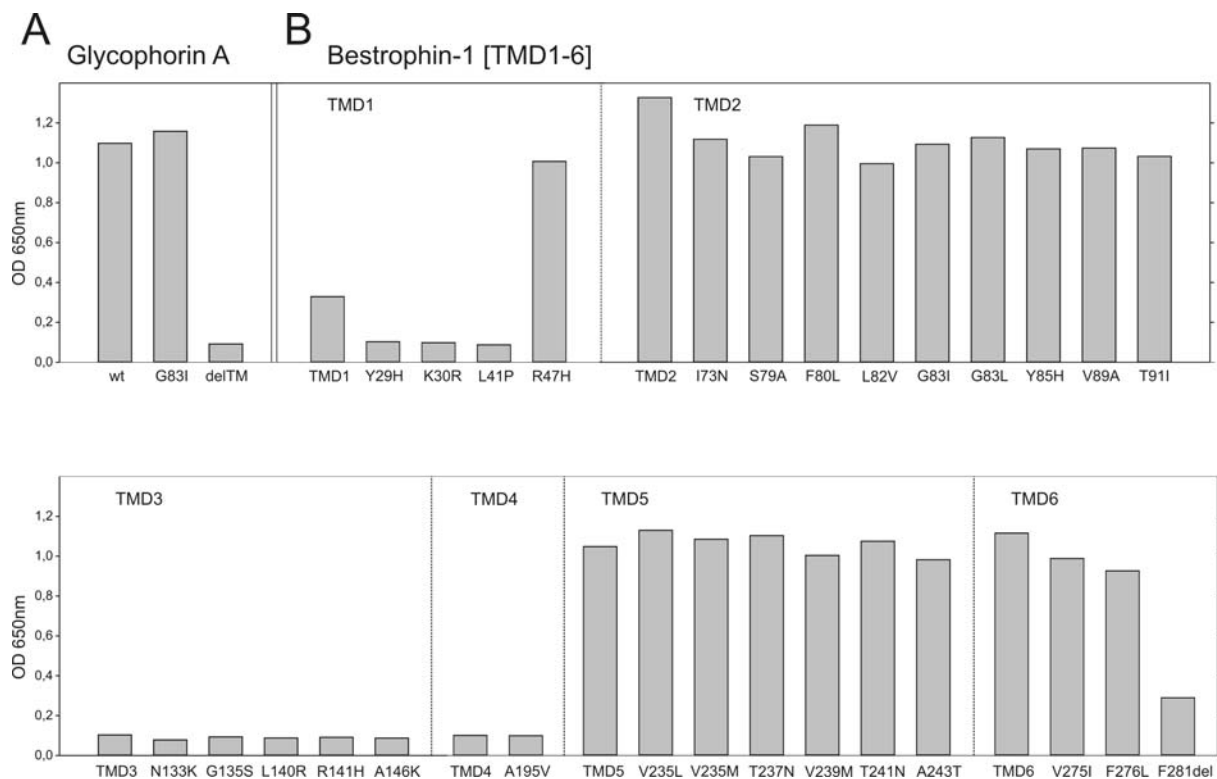 A
Glycophorin A
B
Bestrophin-1 [TMD1-6]
TMD1
TMD2
OD 650nm
1,2
1,0
0,8
0,6
0,4
0,2
0,0
wt G83I delTM TMD1 Y29H K30R L41P R47H TMD2 I73N S79A F80L L82V G83I G83L Y85H V89A T91I
TMD3
TMD4
TMD5
TMD6
OD 650nm
1,2
1,0
0,8
0,6
0,4
0,2
0,0
TMD3 N133K G135S L140R R141H A146K TMD4 A195V TMD5 V235L V235M T237N V239M T241N A243T TMD6 V275I F276L F281del